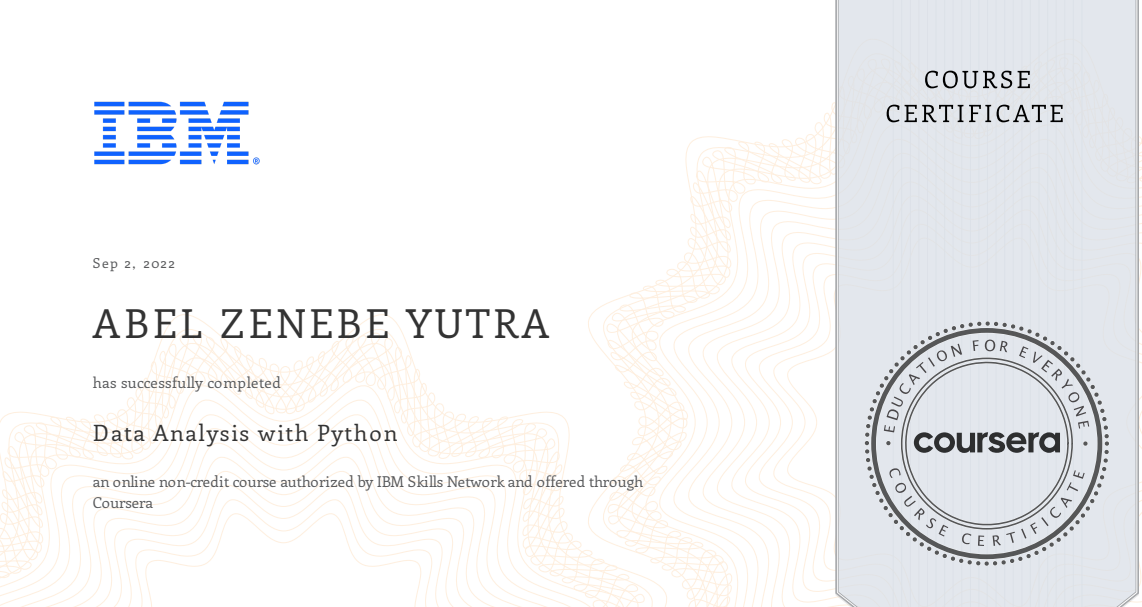 IBM®
Sep 2, 2022
ABEL ZENEBE YUTRA
has successfully completed
Data Analysis with Python
an online non-credit course authorized by IBM Skills Network and offered through
Coursera
COURSE
CERTIFICATE
EDUCATION FOR EVERYONE
coursera
COURSE CERTIFICATE